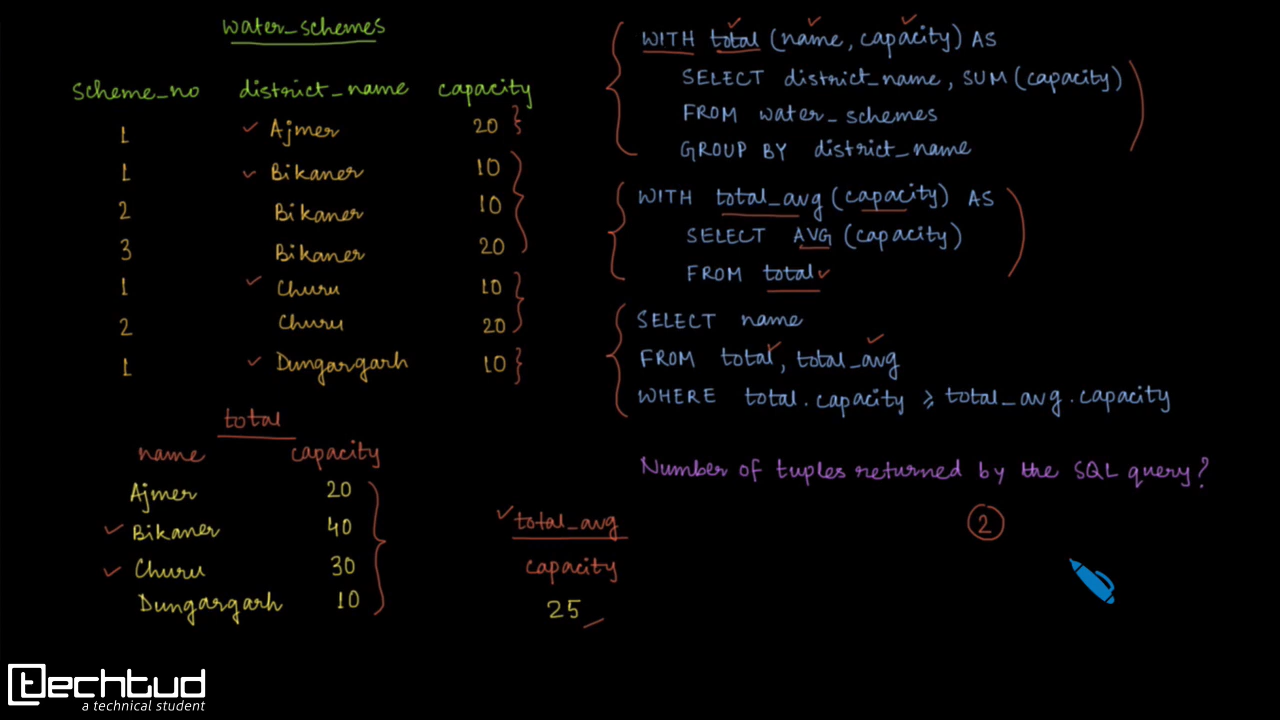 water_schemes
scheme_no district_name capacity
1 Ajmer 20
1 Bikaner 10
2 Bikaner 10
3 Bikaner 20
1 Churu 10
2 Churu 20
1 Dungargarh 10
total
name capacity
Ajmer 20
Bikaner 40
Churu 30
Dungargarh 10
total_avg
capacity
25
WITH total (name, capacity) AS
SELECT district_name, SUM (capacity)
FROM water_schemes
GROUP BY district_name
WITH total_avg (capacity) AS
SELECT AVG (capacity)
FROM total
SELECT name
FROM total, total_avg
WHERE total.capacity ⩾ total_avg.capacity
Number of tuples returned by the SQL query?
2
techtud
a technical student